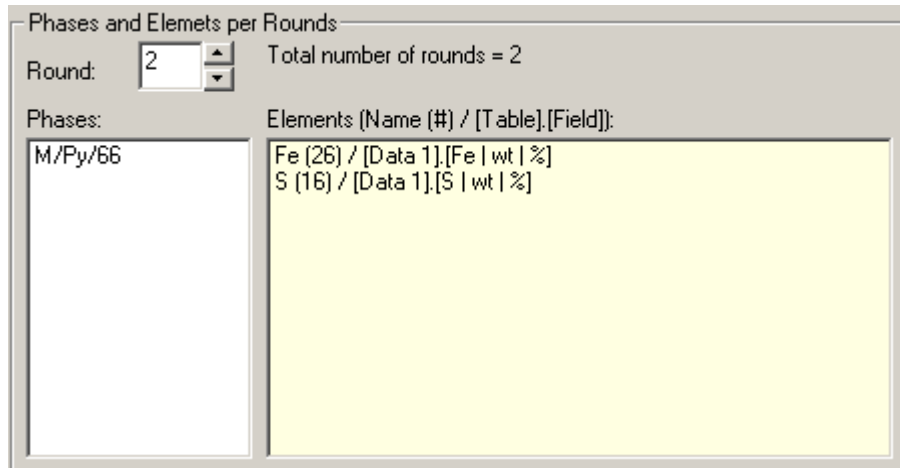 Phases and Elemets per Rounds
Round:
2
Total number of rounds = 2
Phases:
Elements (Name (#) / [Table].[Field]):
M/Py/66
Fe (26) / [Data 1].[Fe | wt | %]
S (16) / [Data 1].[S | wt | %]